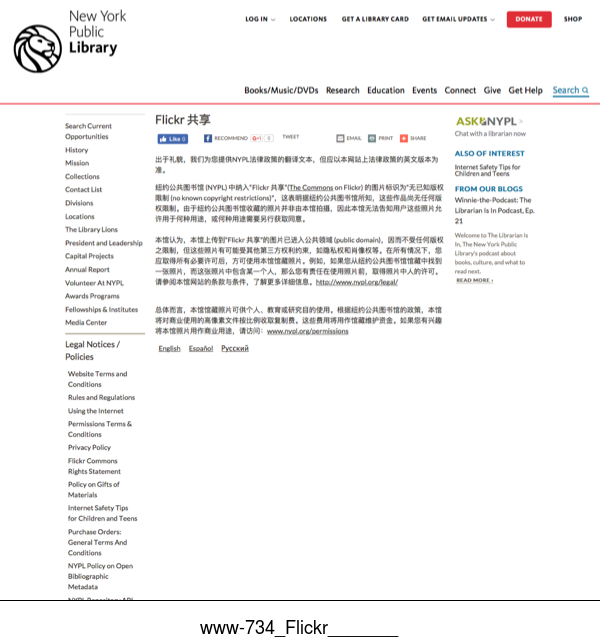 New York
Public
Library
LOG IN
LOCATIONS
GET A LIBRARY CARD
GET EMAIL UPDATES
DONATE
SHOP
Books/Music/DVDs Research Education Events Connect Give Get Help Search
Search Current
Opportunities
History
Mission
Collections
Contact List
Divisions
Locations
The Library Lions
President and Leadership
Capital Projects
Annual Report
Volunteer At NYPL
Awards Programs
Fellowships & Institutes
Media Center
Legal Notices /
Policies
Website Terms and
Conditions
Rules and Regulations
Using the Internet
Permissions Terms &
Conditions
Privacy Policy
Flickr Commons
Rights Statement
Policy on Gifts of
Materials
Internet Safety Tips
for Children and Teens
Purchase Orders:
General Terms And
Conditions
NYPL Policy on Open
Bibliographic
Metadata
Flickr 共享
Like 0 RECOMMEND +1 0 TWEET EMAIL PRINT SHARE
出于礼貌，我们为您提供NYPL法律政策的翻译文本，但应以本网站上法律政策的英文版本为
准。
纽约公共图书馆 (NYPL) 中纳入"Flickr 共享"(The Commons on Flickr) 的图片标识为"无已知版权
限制 (no known copyright restrictions)"，这表明据纽约公共图书馆所知，这些作品尚无任何版
权限制。由于纽约公共图书馆收藏的照片并非由本馆拍摄，因此本馆无法告知用户这些照片允
许用于何种用途，或何种用途需要另行获取同意。
本馆认为，本馆上传到"Flickr 共享"的图片已进入公共领域 (public domain)，因而不受任何版权
之限制，但这些照片有可能受其他第三方权利约束，如隐私权和肖像权等。在所有情况下，您
应取得所有必要许可后，方可使用本馆馆藏照片。例如，如果您从纽约公共图书馆馆藏中找到
一张照片，而这张照片中包含某一个人，那么您有责任在使用照片前，取得照片中人的许可。
请参阅本馆网站的条款与条件，了解更多详细信息。http://www.nypl.org/legal/
总体而言，本馆馆藏照片可供个人、教育或研究目的使用。根据纽约公共图书馆的政策，本馆
将对商业使用的高像素文件按比例收取复制费。这些费用将用作馆藏维护资金。如果您有兴趣
将本馆照片用作商业用途，请访问：www.nypl.org/permissions
English Español Русский
ASK NYPL >
Chat with a librarian now
ALSO OF INTEREST
Internet Safety Tips for
Children and Teens
FROM OUR BLOGS
Winnie-the-Podcast: The
Librarian Is In Podcast, Ep.
21
Welcome to The Librarian Is
In, The New York Public
Library's podcast about
books, culture, and what to
read next.
READ MORE ›
www-734_Flickr_______